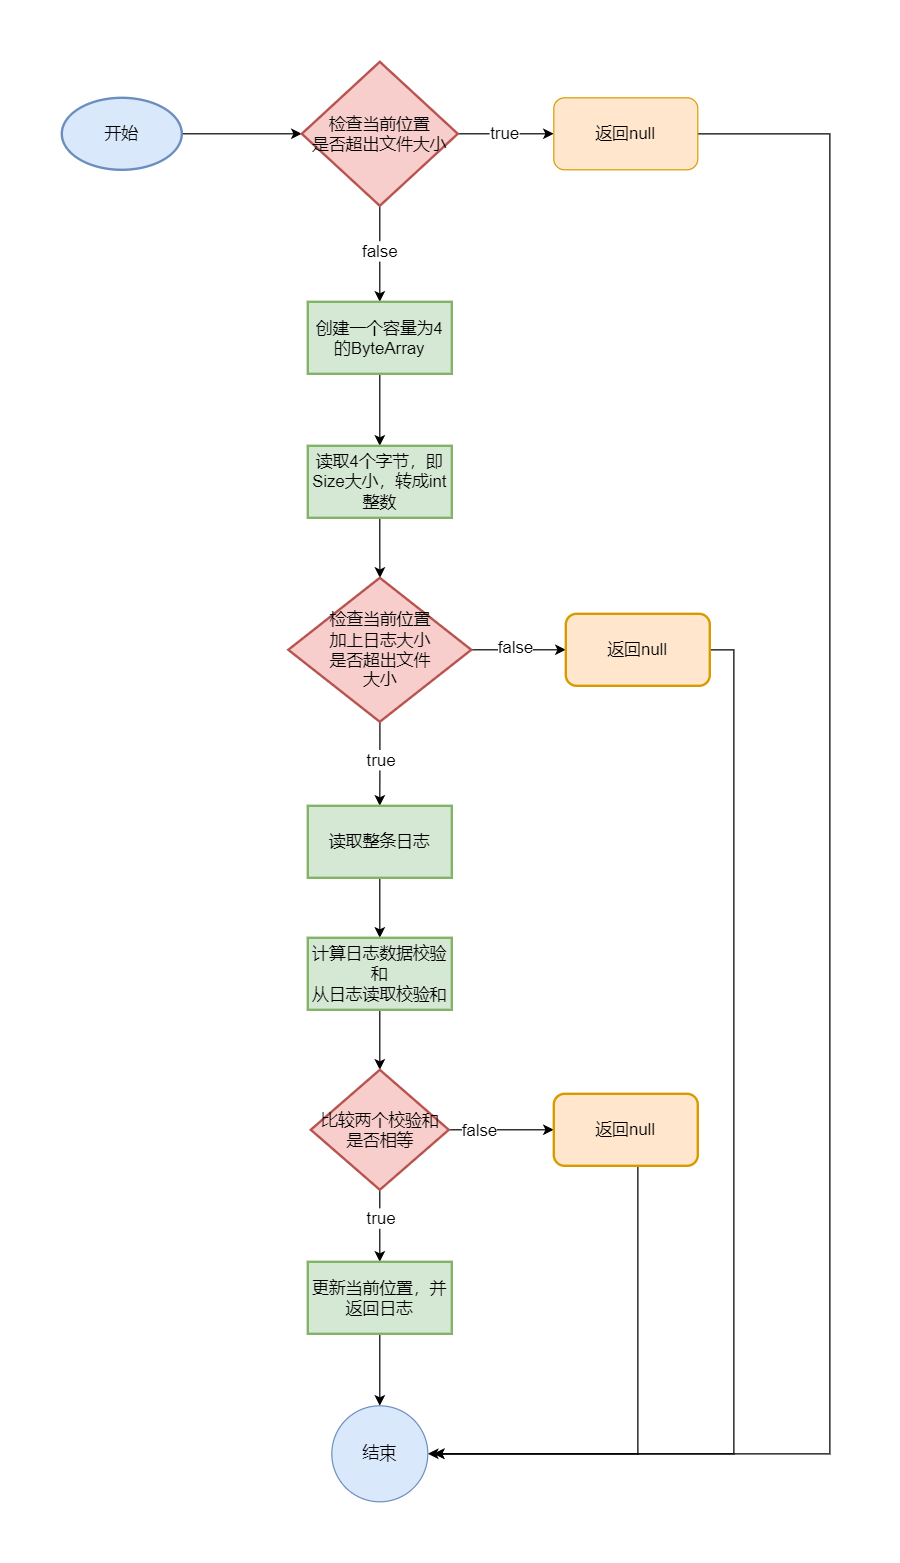 开始
检查当前位置
是否超出文件大小
true
返回null
false
创建一个容量为4
的ByteArray
读取4个字节，即
Size大小，转成int
整数
检查当前位置
加上日志大小
是否超出文件
大小
false
返回null
true
读取整条日志
计算日志数据校验
和
从日志读取校验和
比较两个校验和
是否相等
false
返回null
true
更新当前位置，并
返回日志
结束